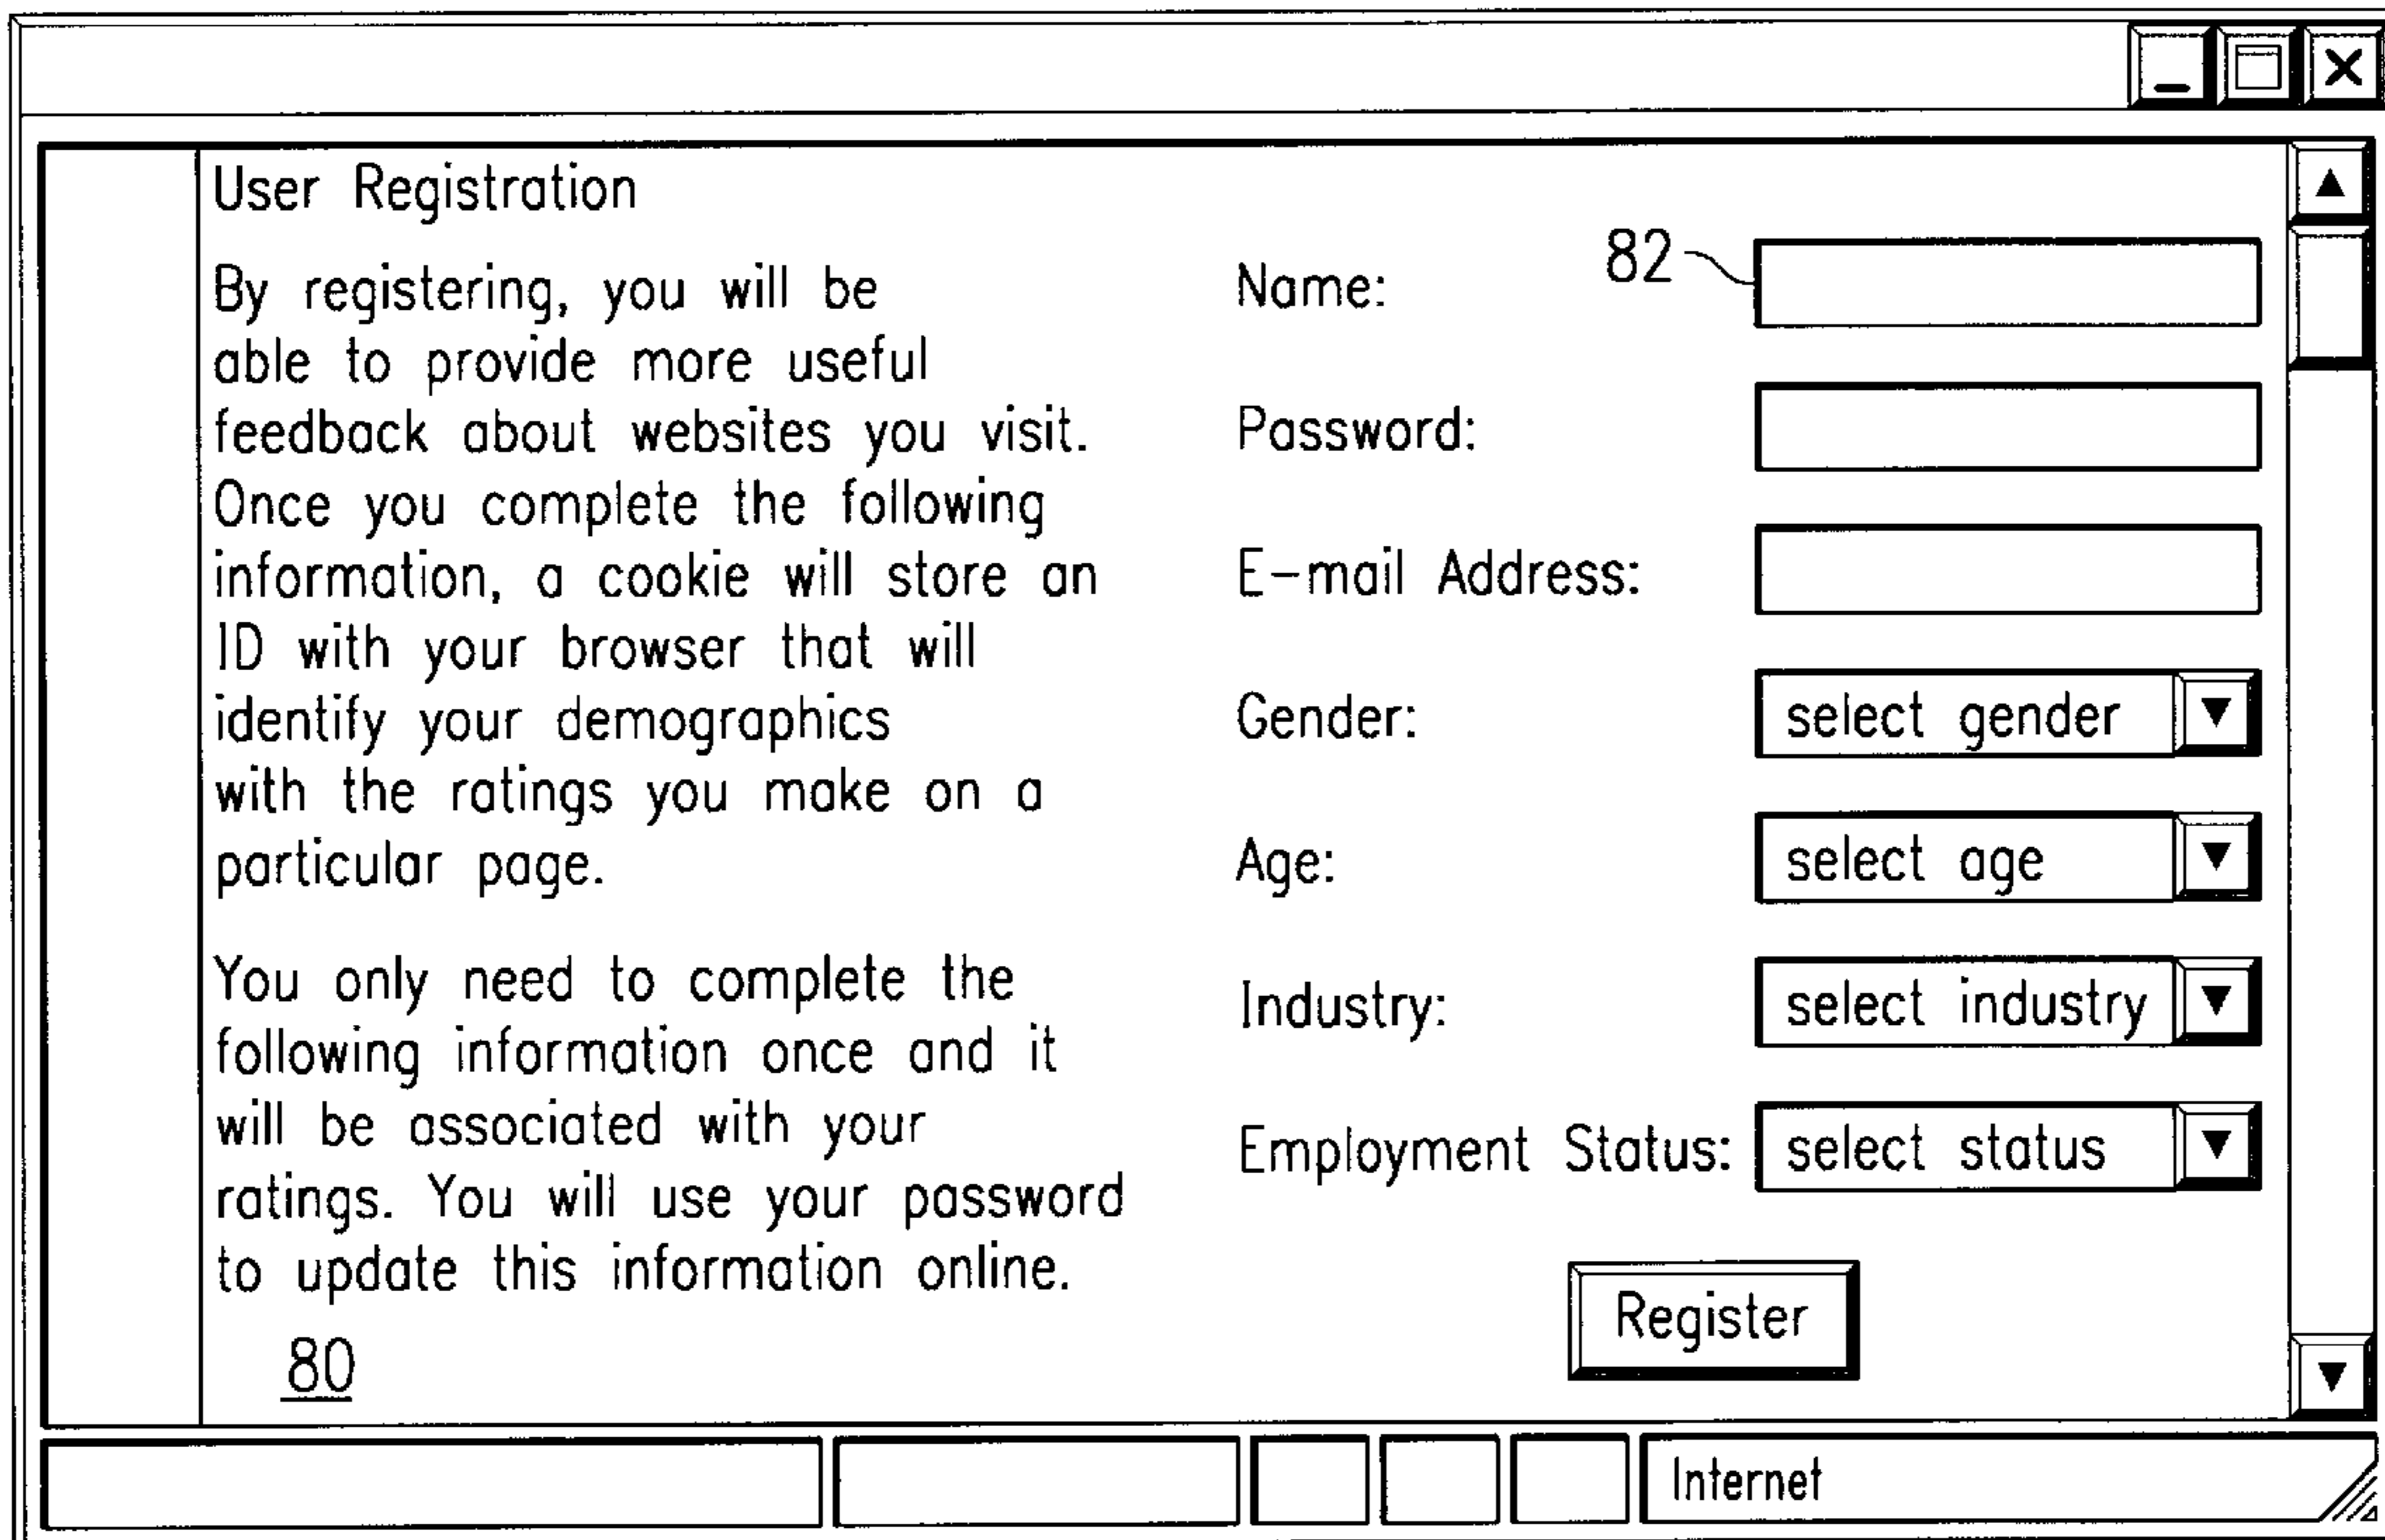 User Registration
By registering, you will be
able to provide more useful
feedback about websites you visit.
Once you complete the following
information, a cookie will store an
ID with your browser that will
identify your demographics
with the ratings you make on a
particular page.
You only need to complete the
following information once and it
will be associated with your
ratings. You will use your password
to update this information online.
80
Name:
82
Password:
E-mail Address:
Gender: select gender
Age: select age
Industry: select industry
Employment Status: select status
Register
Internet